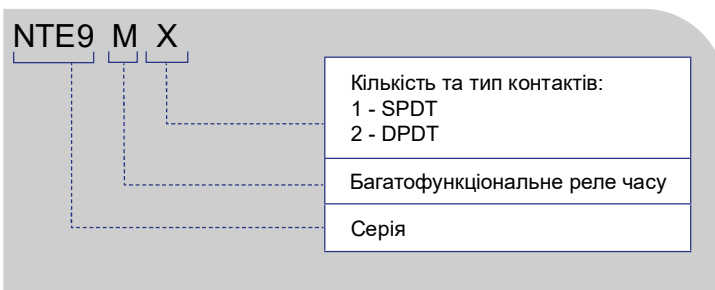 NTE9 M X
Кількість та тип контактів:
1 - SPDT
2 - DPDT
Багатофункціональне реле часу
Серія